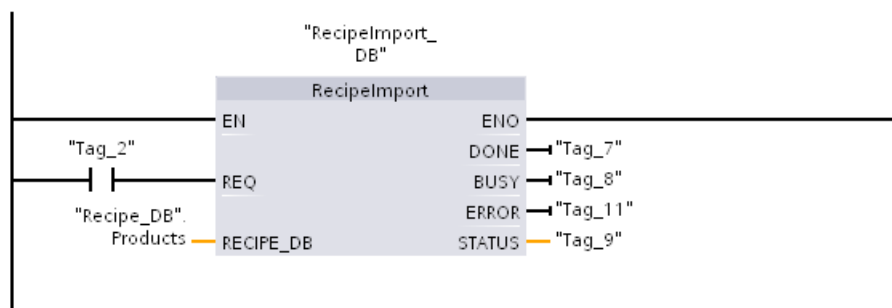 "RecipeImport_
DB"
RecipeImport
EN
ENO
"Tag_2"
DONE
"Tag_7"
REQ
BUSY
"Tag_8"
"Recipe_DB".
ERROR
"Tag_11"
Products
RECIPE_DB
STATUS
"Tag_9"